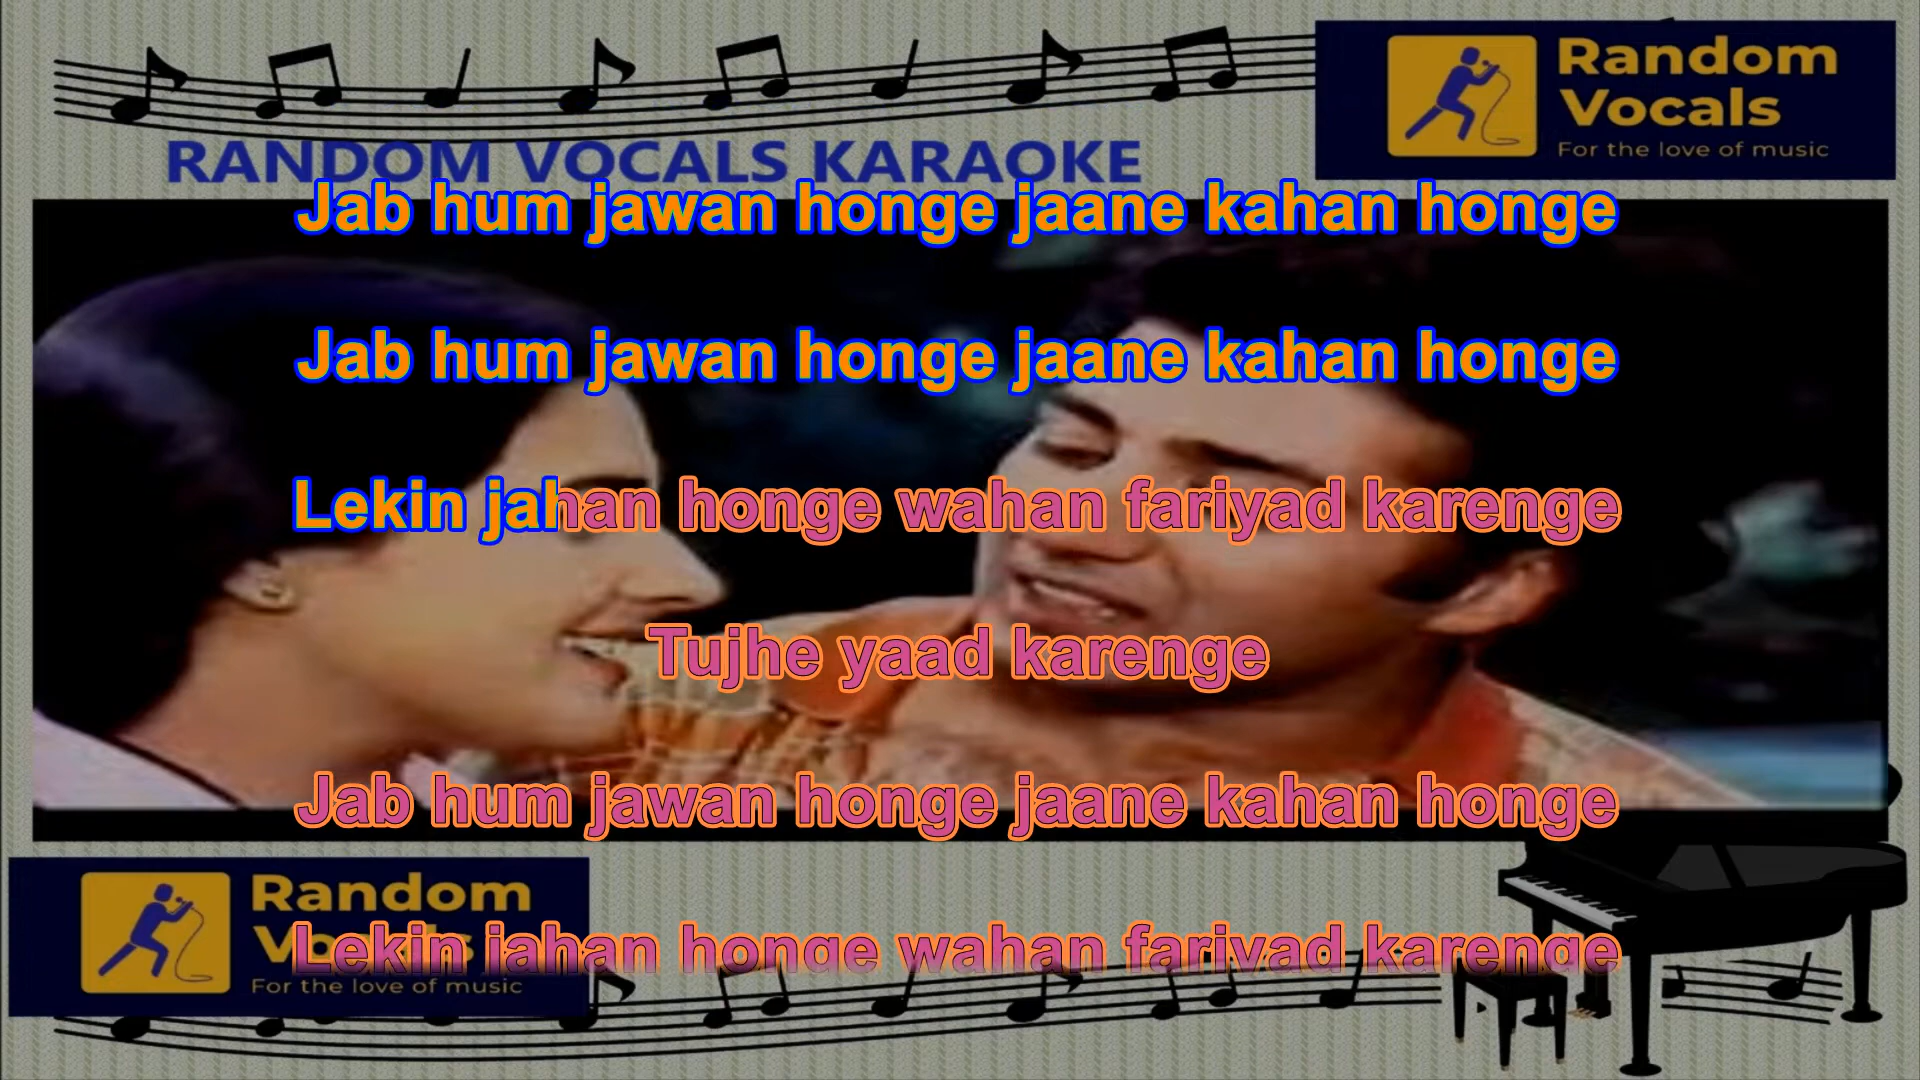 Random
Vocals
For the love of music
RANDOM VOCALS KARAOKE
Jab hum jawan honge jaane kahan honge
Jab hum jawan honge jaane kahan honge
Lekin jahan honge wahan fariyad karenge
Tujhe yaad karenge
Jab hum jawan honge jaane kahan honge
Random
Vocals
For the love of music
Lekin jahan honge wahan fariyad karenge